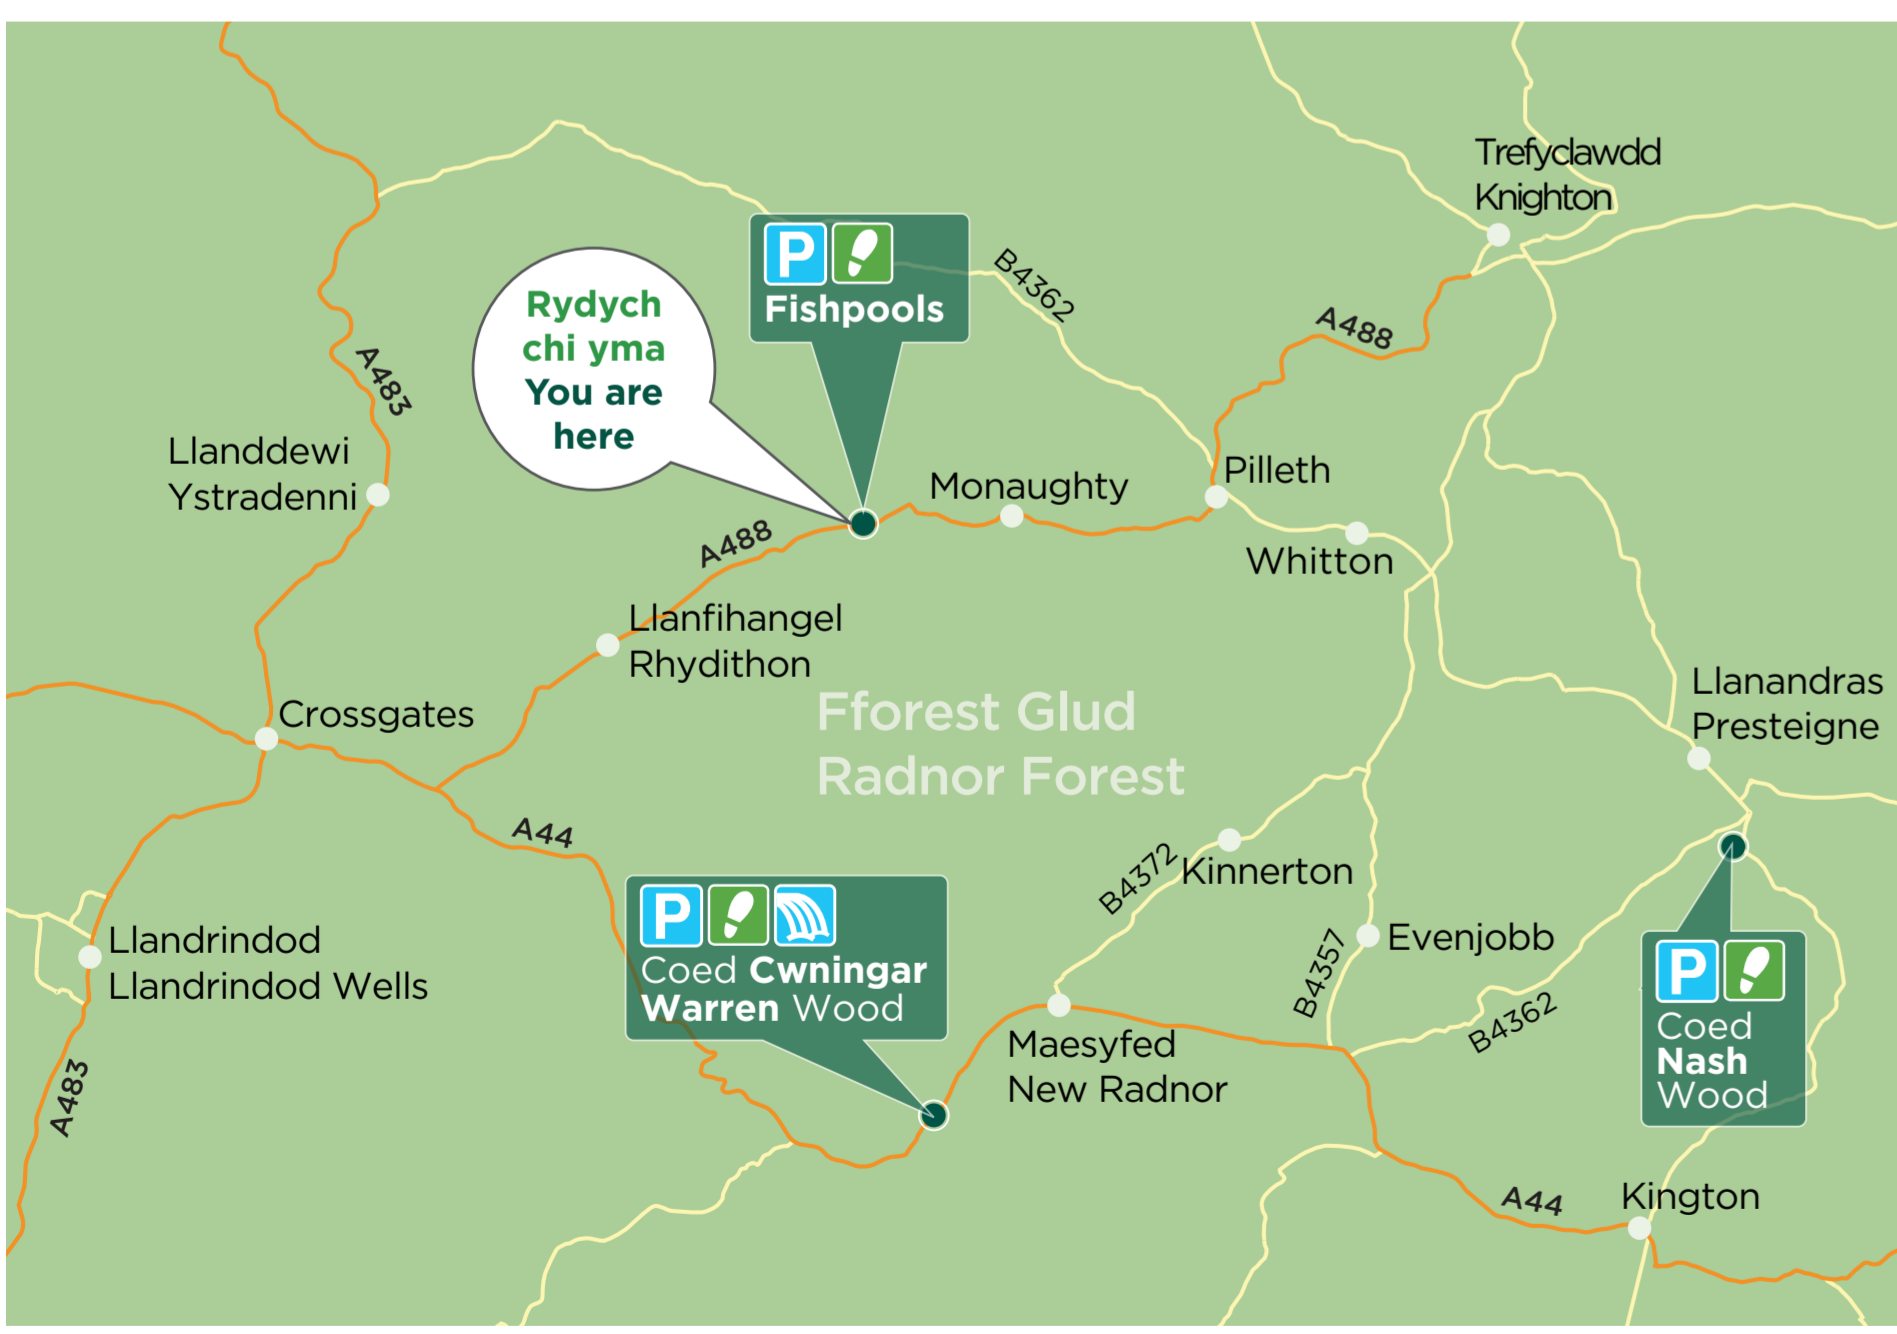 Trefyclawdd
Knighton
P
Fishpools
B4362
Rydych
chi yma
You are
here
A488
A483
Llanddewi
Ystradenni
Monaughty
Pilleth
A488
Whitton
Llanfihangel
Rhydithon
Fforest Glud
Radnor Forest
Llanandras
Presteigne
Crossgates
A44
B4372
Kinnerton
P
Coed Cwningar
Warren Wood
Llandrindod
Llandrindod Wells
B4357
Evenjobb
P
Coed
Nash
Wood
B4362
Maesyfed
New Radnor
A483
A44
Kington